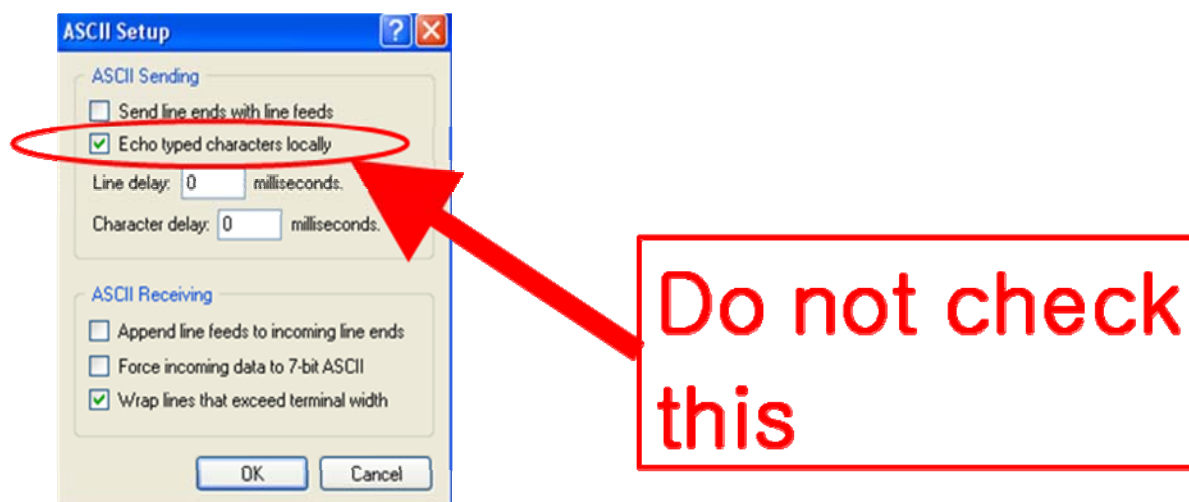 ASCII Setup
ASCII Sending
Send line ends with line feeds
Echo typed characters locally
Line delay: 0 milliseconds.
Character delay: 0 milliseconds.
ASCII Receiving
Append line feeds to incoming line ends
Force incoming data to 7-bit ASCII
Wrap lines that exceed terminal width
OK Cancel
Do not check
this